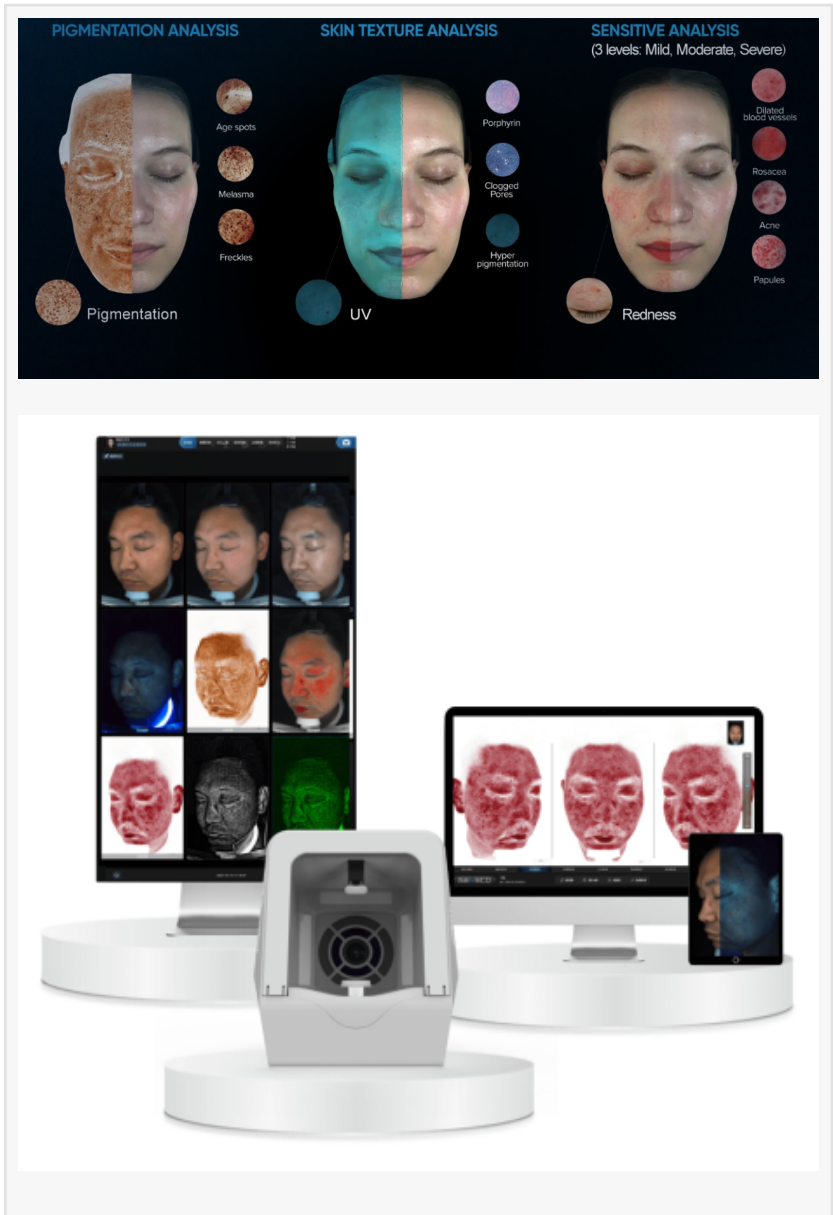 PIGMENTATION ANALYSIS
SKIN TEXTURE ANALYSIS
SENSITIVE ANALYSIS
(3 levels: Mild, Moderate, Severe)
Age spots
Melasma
Freckles
Pigmentation
Porphyrin
Clogged
Pores
Hyper
pigmentation
UV
Dilated
blood vessels
Rosacea
Acne
Papules
Redness